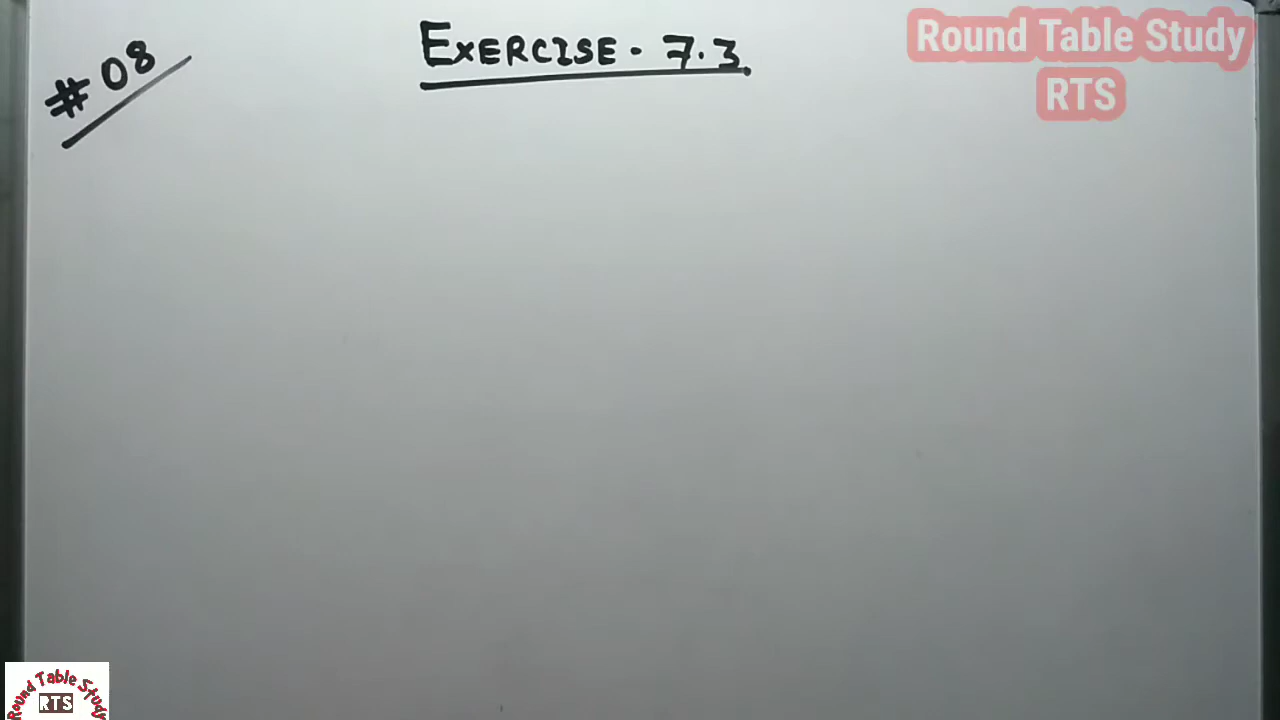 # 08
EXERCISE - 7.3
Round Table Study
RTS
Round Table Study
RTS